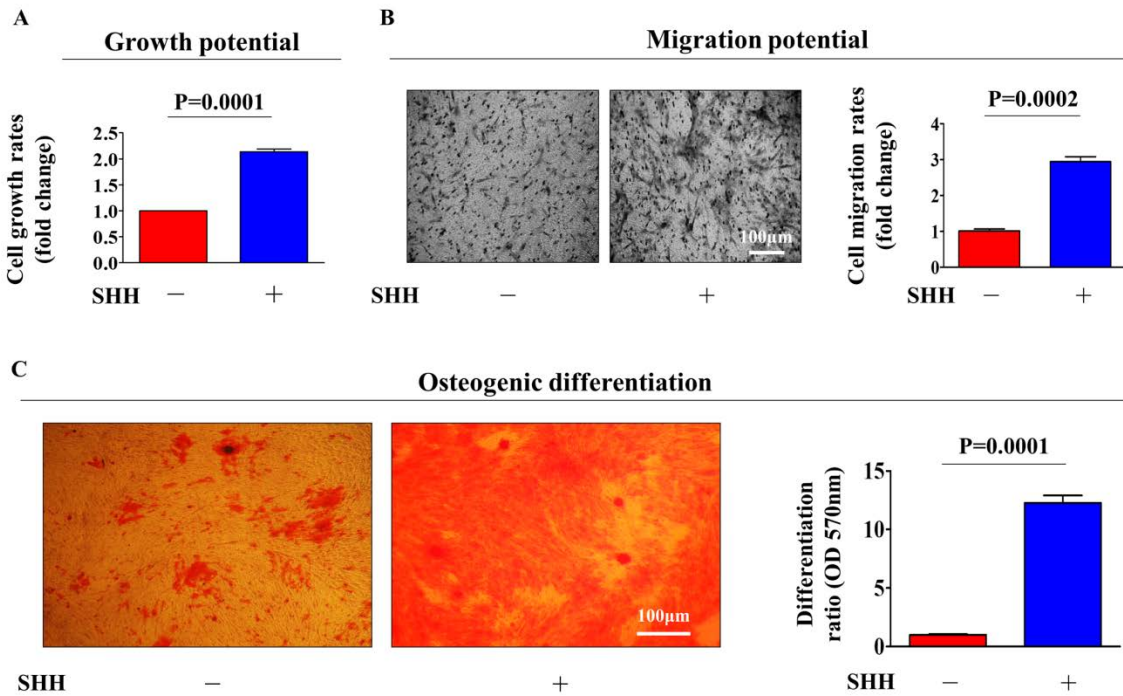 A
Growth potential
P=0.0001
Cell growth rates
(fold change)
2.5
2.0
1.5
1.0
0.5
0.0
SHH − +
B
Migration potential
100μm
SHH − +
P=0.0002
Cell migration rates
(fold change)
4
3
2
1
0
− +
C
Osteogenic differentiation
100μm
SHH − +
P=0.0001
Differentiation
ratio (OD 570nm)
15
10
5
0
SHH − +